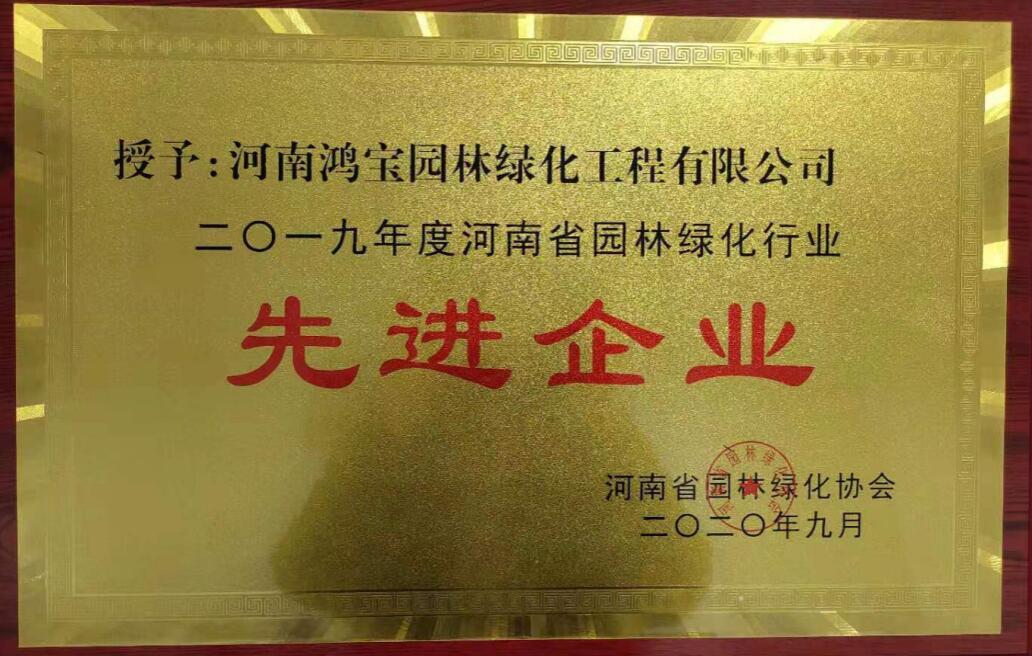 授予:河南鸿宝园林绿化工程有限公司
二〇一九年度河南省园林绿化行业
先进企业
河南省园林绿化协会
二〇二〇年九月